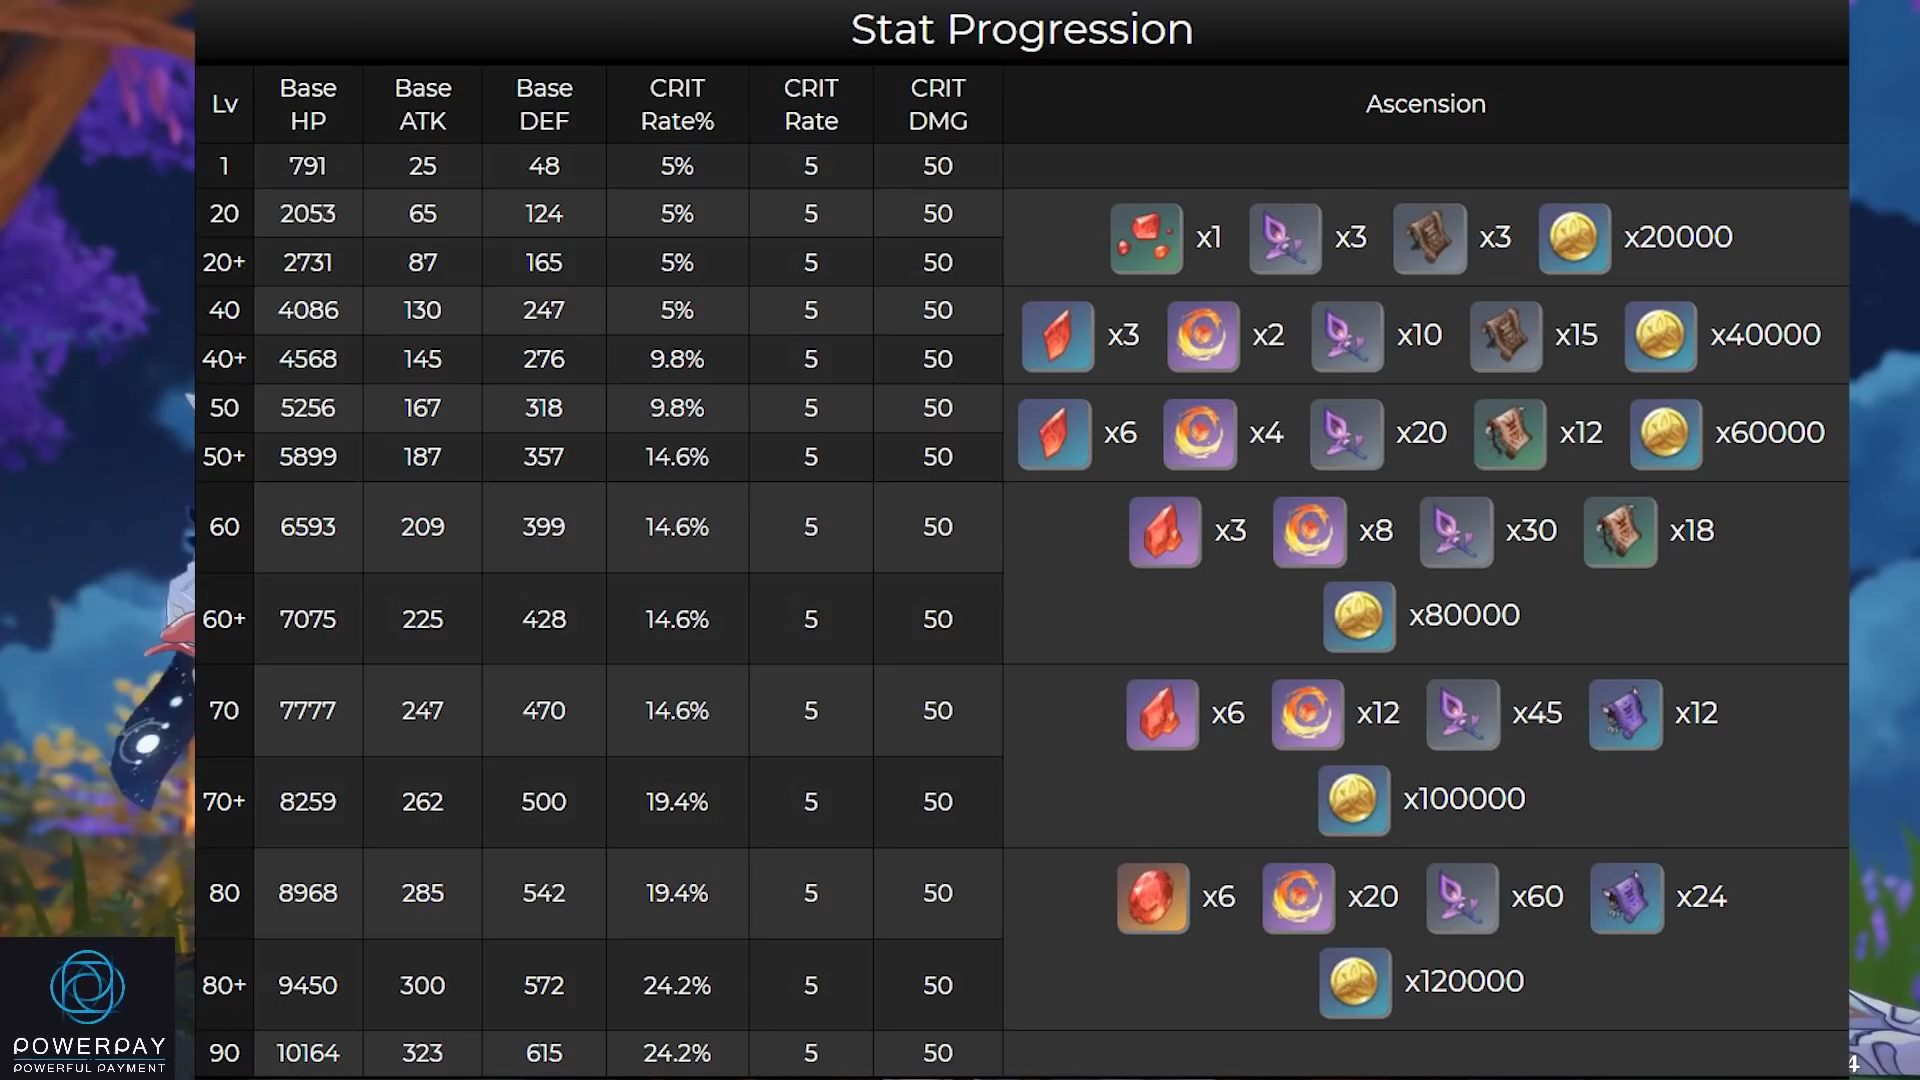 Stat Progression
Lv Base HP Base ATK Base DEF CRIT Rate% CRIT Rate CRIT DMG Ascension
1 791 25 48 5% 5 50
20 2053 65 124 5% 5 50
x1 x3 x3 x20000
20+ 2731 87 165 5% 5 50
40 4086 130 247 5% 5 50
x3 x2 x10 x15 x40000
40+ 4568 145 276 9.8% 5 50
50 5256 167 318 9.8% 5 50
x6 x4 x20 x12 x60000
50+ 5899 187 357 14.6% 5 50
60 6593 209 399 14.6% 5 50
x3 x8 x30 x18
x80000
60+ 7075 225 428 14.6% 5 50
70 7777 247 470 14.6% 5 50
x6 x12 x45 x12
x100000
70+ 8259 262 500 19.4% 5 50
80 8968 285 542 19.4% 5 50
x6 x20 x60 x24
x120000
80+ 9450 300 572 24.2% 5 50
90 10164 323 615 24.2% 5 50
POWERPAY
POWERFUL PAYMENT
4